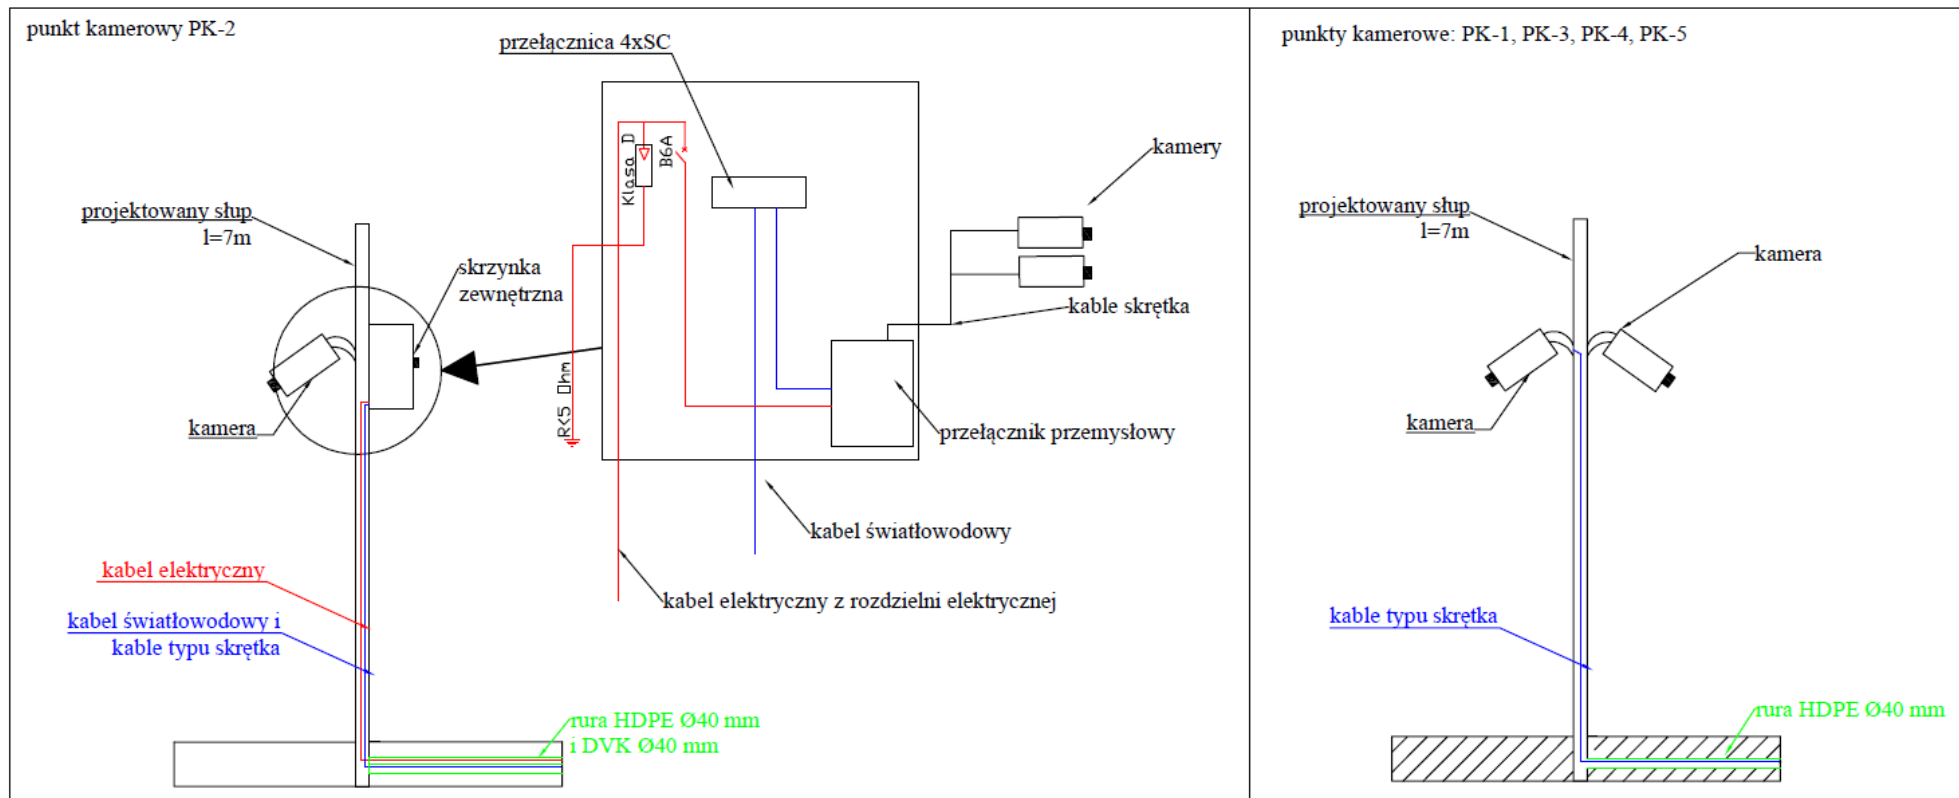 punkt kamerowy PK-2
przełącznica 4xSC
Klasa D
B6A
kamery
projektowany słup
l=7m
skrzynka
zewnętrzna
kable skrętka
R<5 Ohm
kamera
przełącznik przemysłowy
kabel światłowodowy
kabel elektryczny
kabel elektryczny z rozdzielni elektrycznej
kabel światłowodowy i
kable typu skrętka
rura HDPE Ø40 mm
i DVK Ø40 mm
punkty kamerowe: PK-1, PK-3, PK-4, PK-5
projektowany słup
l=7m
kamera
kamera
kable typu skrętka
rura HDPE Ø40 mm